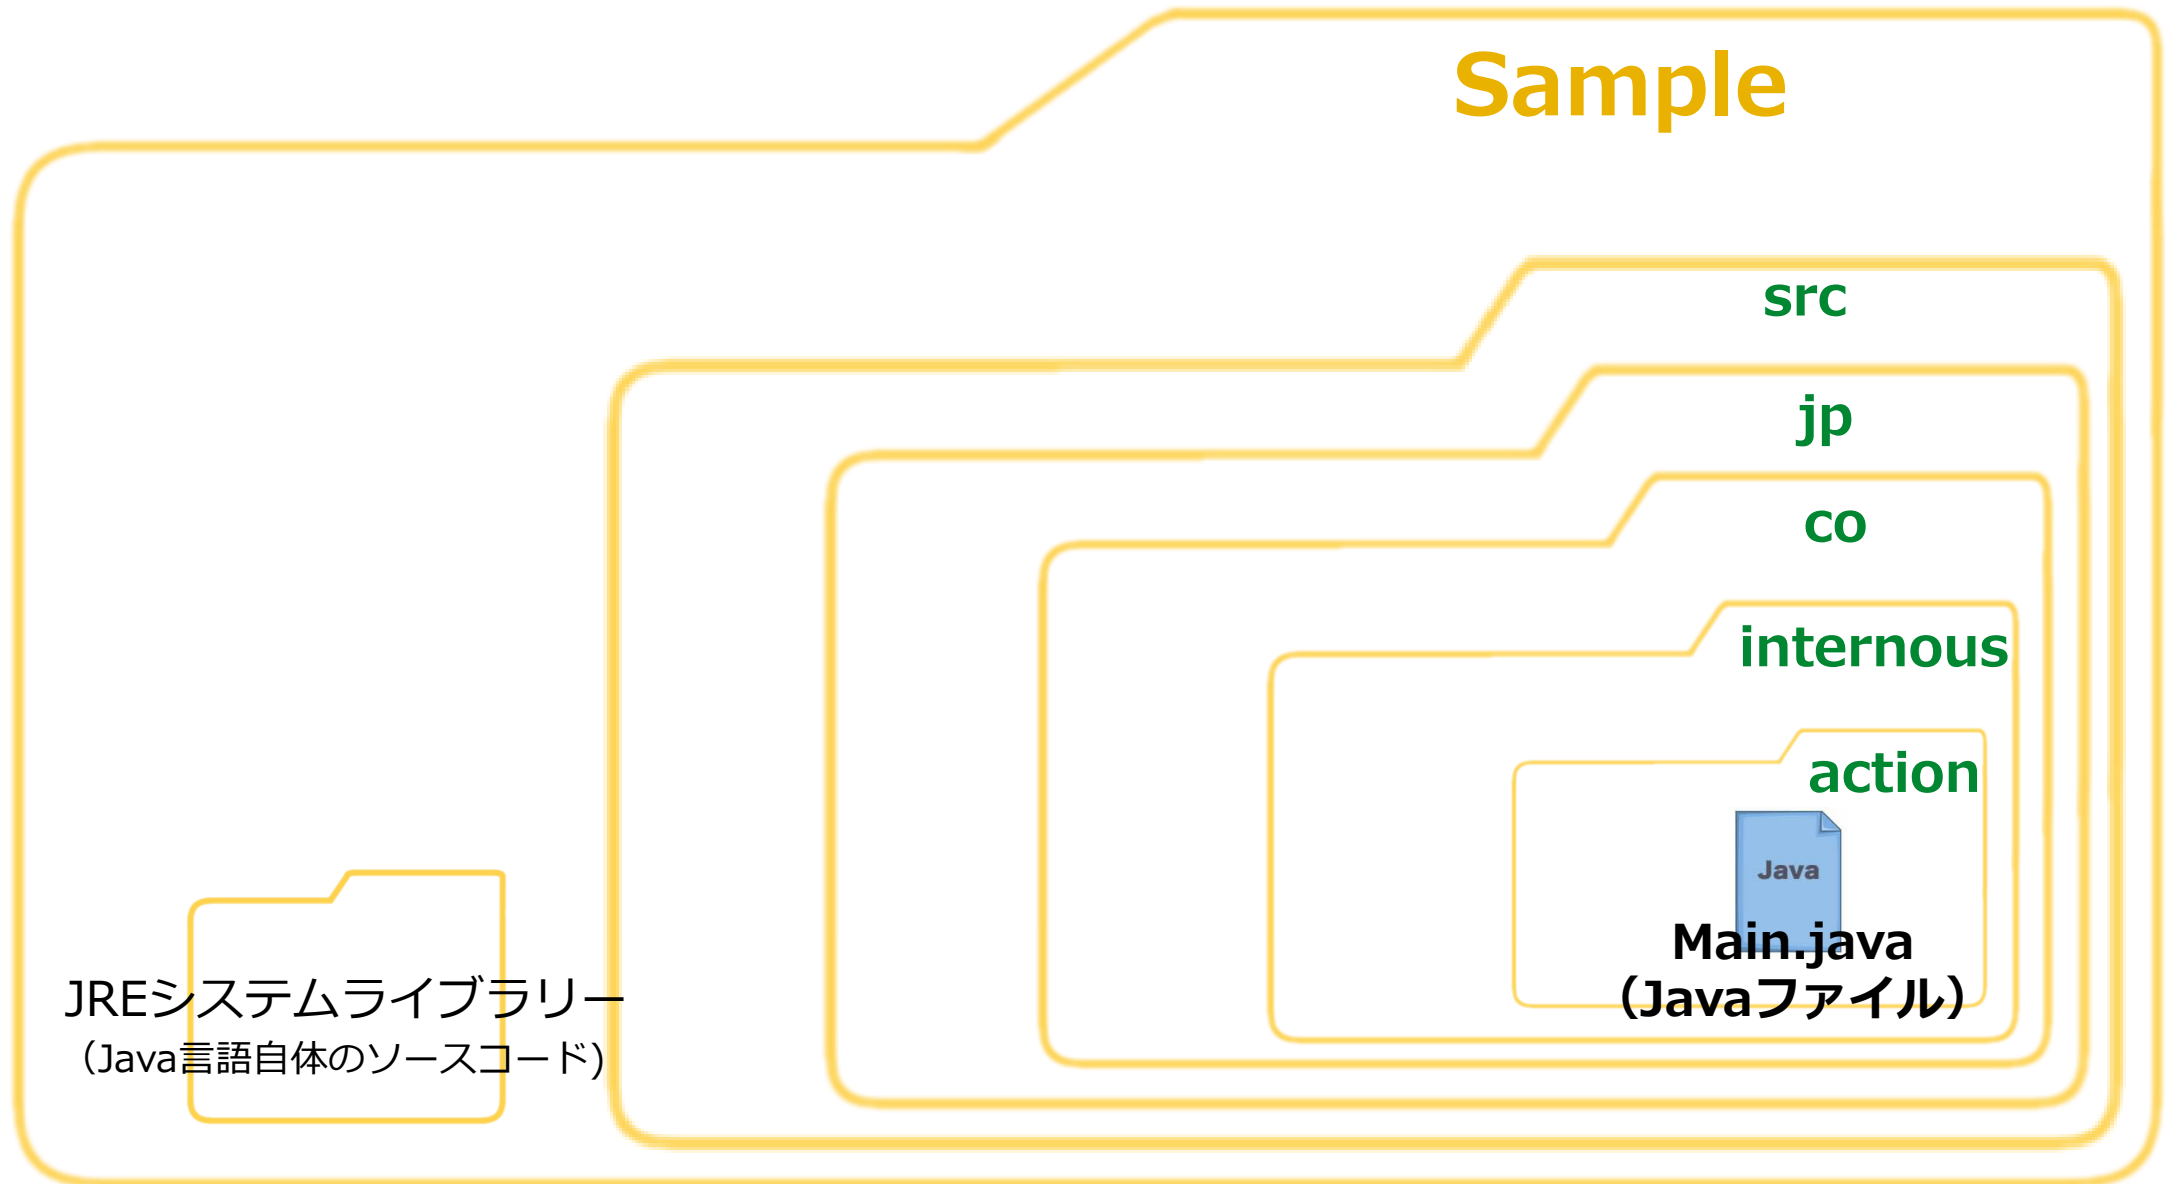 Sample
src
jp
co
internous
action
Java
Main.java
（Javaファイル）
JREシステムライブラリー
（Java言語自体のソースコード)